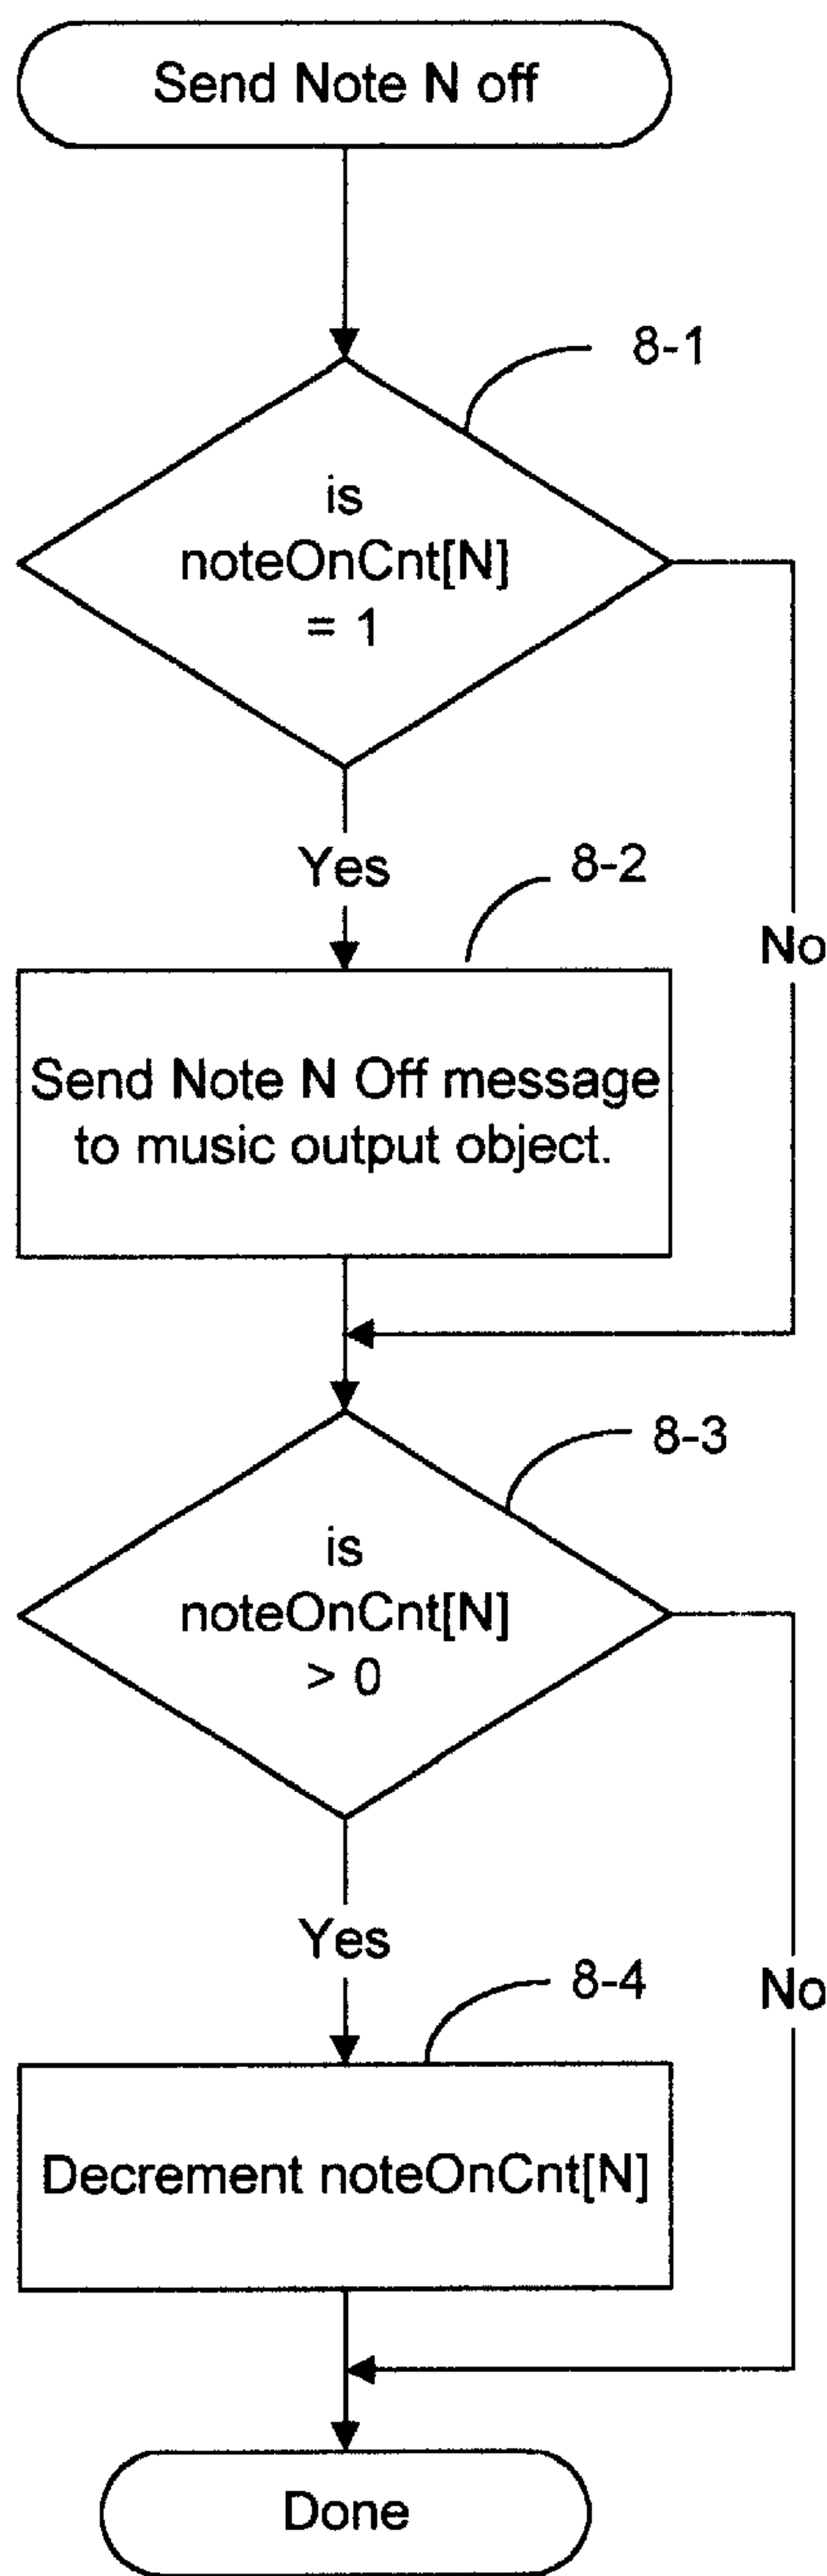 Send Note N off
8-1
is
noteOnCnt[N]
= 1
Yes
8-2
No
Send Note N Off message
to music output object.
8-3
is
noteOnCnt[N]
> 0
Yes
8-4
No
Decrement noteOnCnt[N]
Done